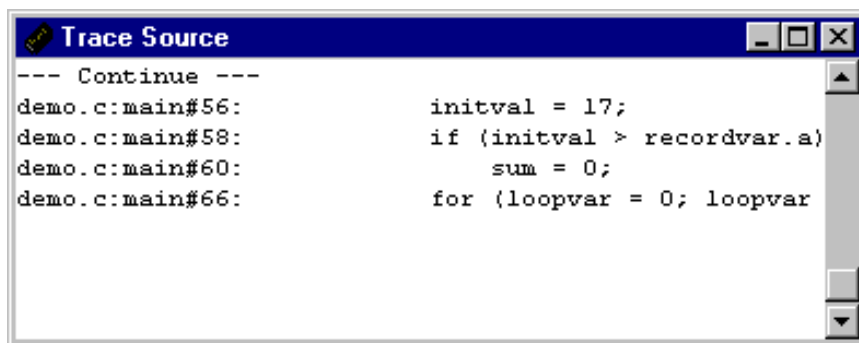 Trace Source
--- Continue ---
demo.c:main#56:            initval = 17;
demo.c:main#58:            if (initval > recordvar.a)
demo.c:main#60:                sum = 0;
demo.c:main#66:            for (loopvar = 0; loopvar